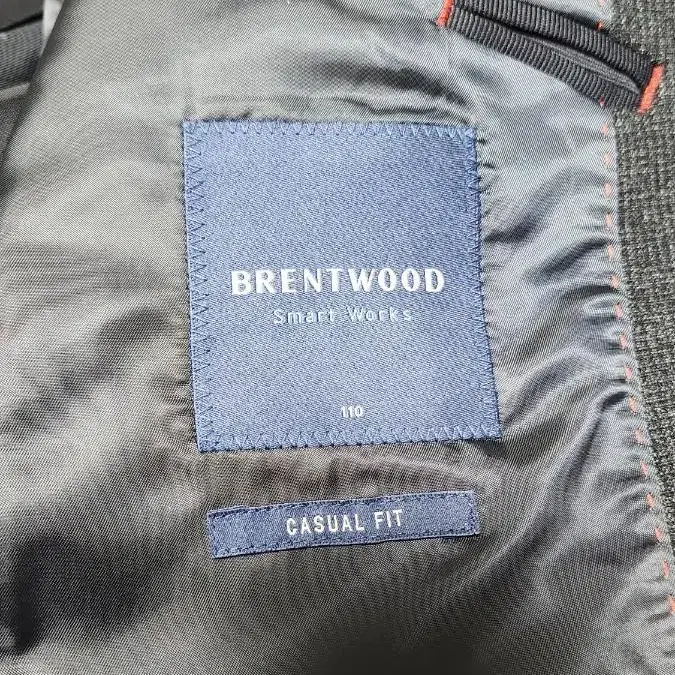 BRENTWOOD
Smart Works
110
CASUAL FIT